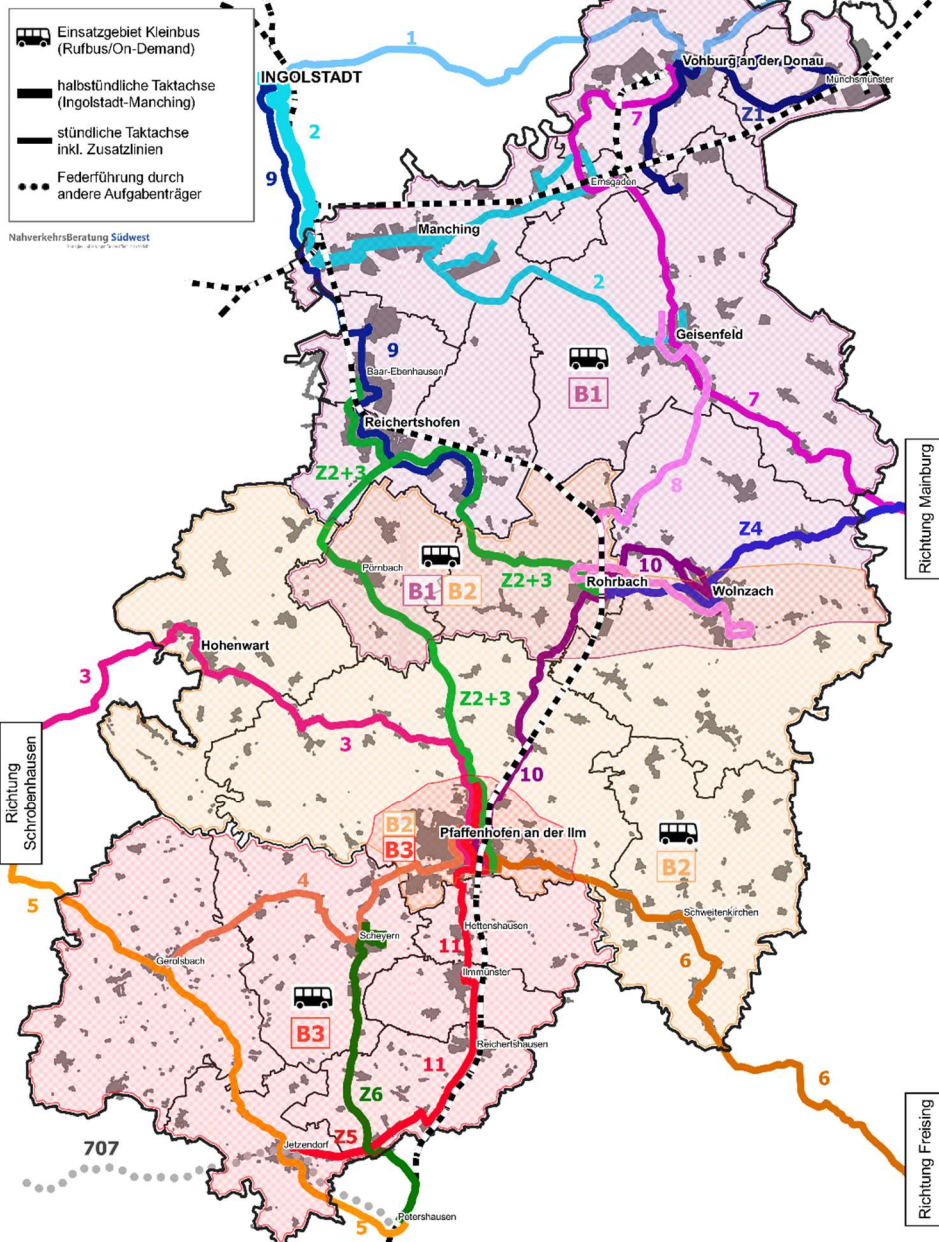 Einsatzgebiet Kleinbus
(Rufbus/On-Demand)
halbstündliche Taktachse
(Ingolstadt-Manching)
stündliche Taktachse
inkl. Zusatzlinien
Federführung durch
andere Aufgabenträger
NahverkehrsBeratung Südwest
1
INGOLSTADT
Vohburg an der Donau
Münchsmünster
Z1
7
2
9
Ernsgaden
Manching
2
Geisenfeld
9
Baar-Ebenhausen
B1
7
Reichertshofen
Richtung Mainburg
Z2+3
8
Z4
10
Pörnbach
B1 B2
Z2+3
Rohrbach
Wolnzach
Hohenwart
3
Z2+3
3
10
Richtung
Schrobenhausen
B2
B3
Pfaffenhofen an der Ilm
B2
4
5
Schweitenkirchen
Hettenshausen
Scheyern
11
Gerolsbach
6
Ilmmünster
B3
Reichertshausen
11
6
Z6
Z5
Jetzendorf
707
Richtung Freising
Petershausen
5